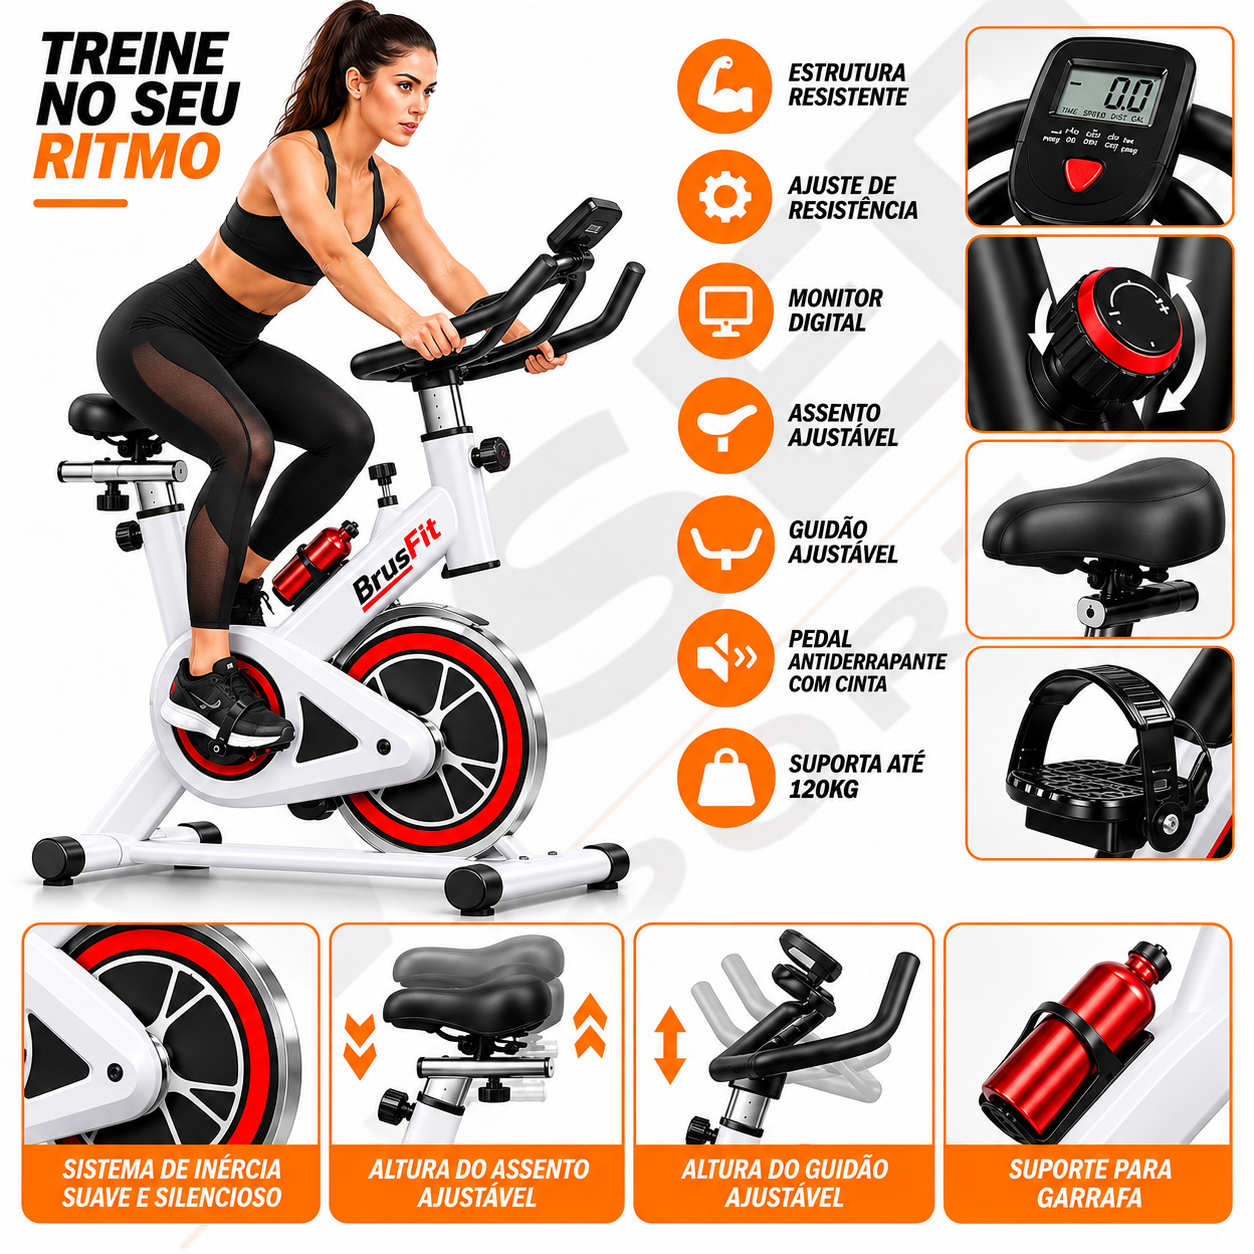 TREINE
NO SEU
RITMO
ESTRUTURA
RESISTENTE
AJUSTE DE
RESISTÊNCIA
MONITOR
DIGITAL
ASSENTO
AJUSTÁVEL
GUIDÃO
AJUSTÁVEL
PEDAL
ANTIDERRAPANTE
COM CINTA
SUPORTA ATÉ
120KG
0.0
TIME SPEED DIST CAL
BrusFit
SISTEMA DE INÉRCIA
SUAVE E SILENCIOSO
ALTURA DO ASSENTO
AJUSTÁVEL
ALTURA DO GUIDÃO
AJUSTÁVEL
SUPORTE PARA
GARRAFA